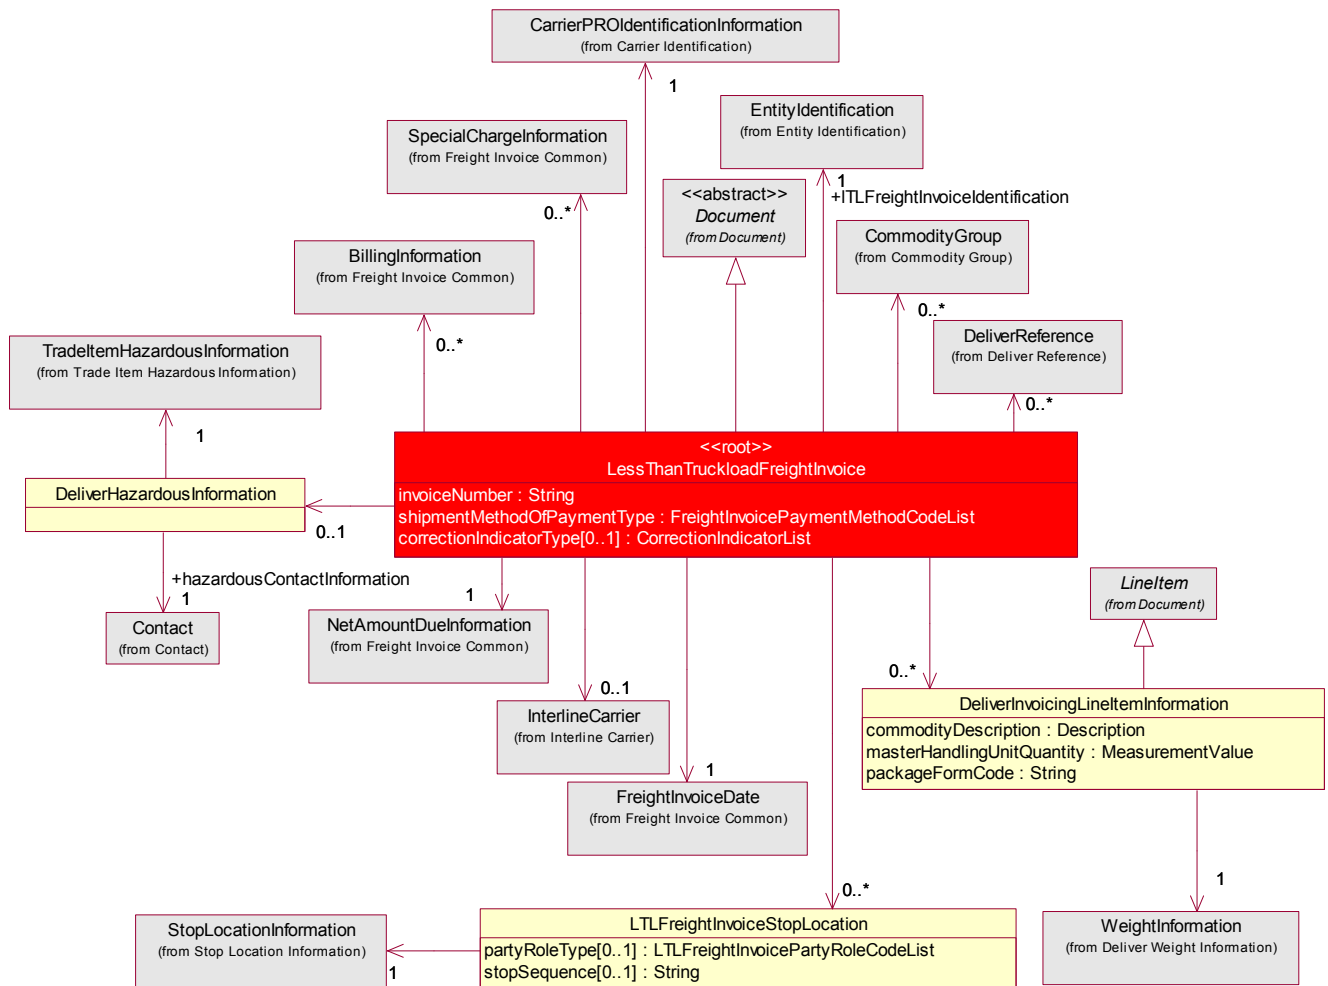 CarrierPROIdentificationInformation
(from Carrier Identification)
1
EntityIdentification
(from Entity Identification)
1
+lTLFreightInvoiceIdentification
SpecialChargeInformation
(from Freight Invoice Common)
0..*
<<abstract>>
Document
(from Document)
CommodityGroup
(from Commodity Group)
0..*
BillingInformation
(from Freight Invoice Common)
0..*
DeliverReference
(from Deliver Reference)
0..*
TradeItemHazardousInformation
(from Trade Item Hazardous Information)
1
<<root>>
LessThanTruckloadFreightInvoice
invoiceNumber : String
shipmentMethodOfPaymentType : FreightInvoicePaymentMethodCodeList
correctionIndicatorType[0..1] : CorrectionIndicatorList
DeliverHazardousInformation
0..1
+hazardousContactInformation
1
Contact
(from Contact)
1
NetAmountDueInformation
(from Freight Invoice Common)
LineItem
(from Document)
0..*
0..1
InterlineCarrier
(from Interline Carrier)
DeliverInvoicingLineItemInformation
commodityDescription : Description
masterHandlingUnitQuantity : MeasurementValue
packageFormCode : String
1
FreightInvoiceDate
(from Freight Invoice Common)
0..*
1
LTLFreightInvoiceStopLocation
partyRoleType[0..1] : LTLFreightInvoicePartyRoleCodeList
stopSequence[0..1] : String
StopLocationInformation
(from Stop Location Information)
1
WeightInformation
(from Deliver Weight Information)